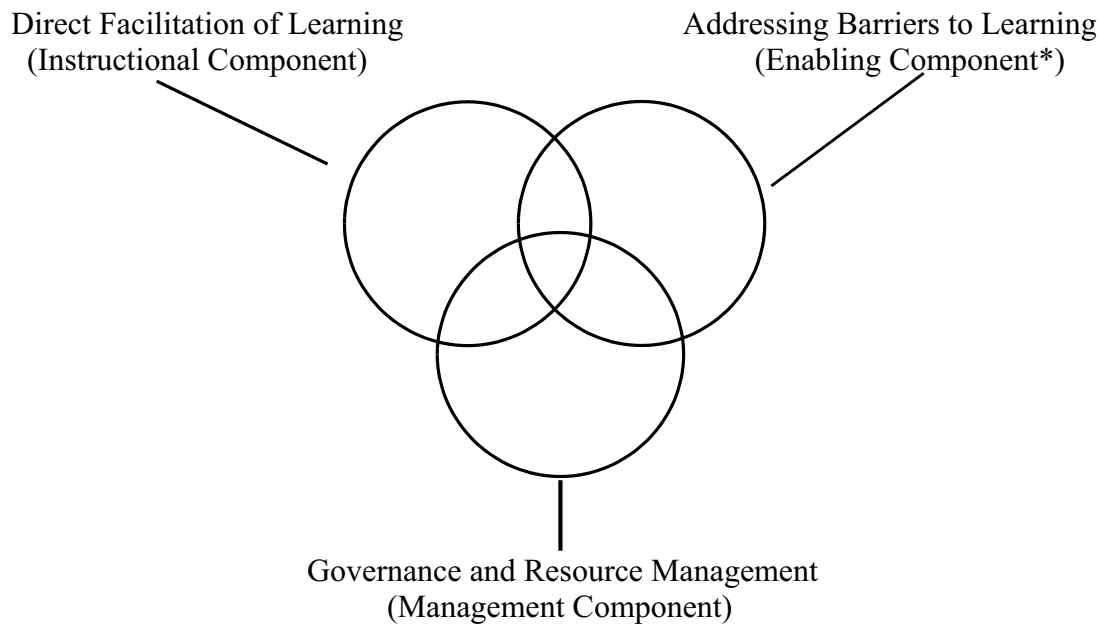 Direct Facilitation of Learning
(Instructional Component)
Addressing Barriers to Learning
(Enabling Component*)
Governance and Resource Management
(Management Component)